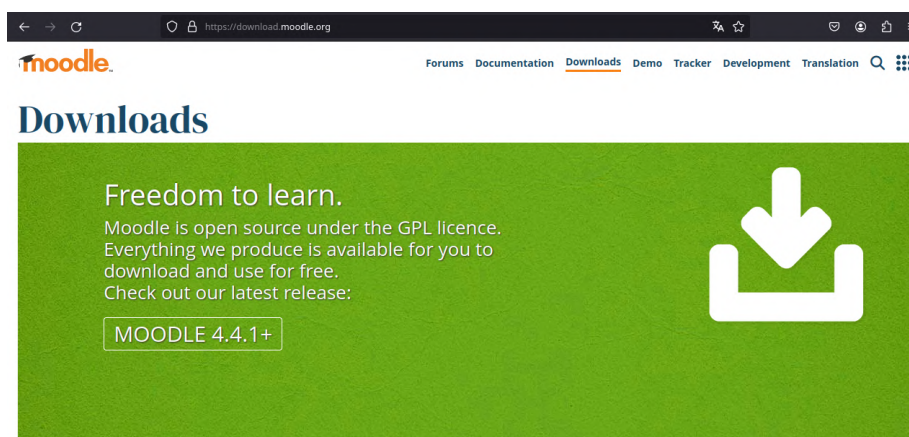 https://download.moodle.org
moodle
Forums Documentation Downloads Demo Tracker Development Translation
Downloads
Freedom to learn.
Moodle is open source under the GPL licence.
Everything we produce is available for you to
download and use for free.
Check out our latest release:
MOODLE 4.4.1+